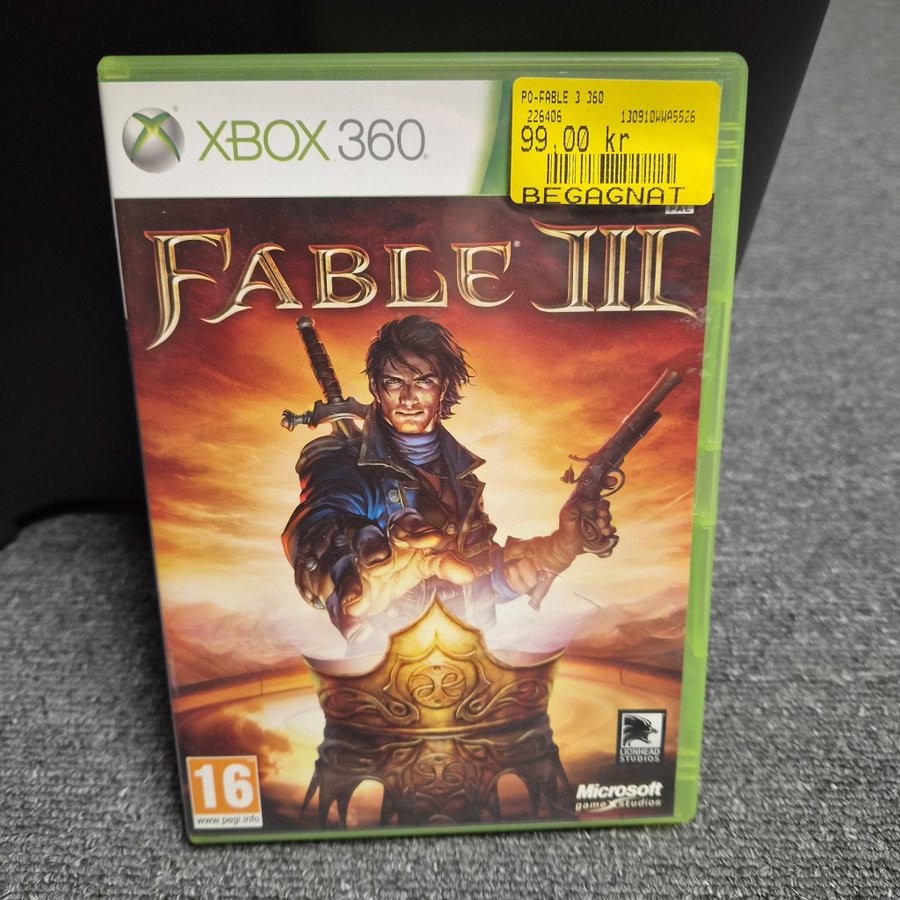 XBOX 360
PO-FABLE 3 360
226406 130910WWA5526
99.00 kr
BEGAGNAT
PAL
FABLE III
LIONHEAD
STUDIOS
16
www.pegi.info
Microsoft
game studios